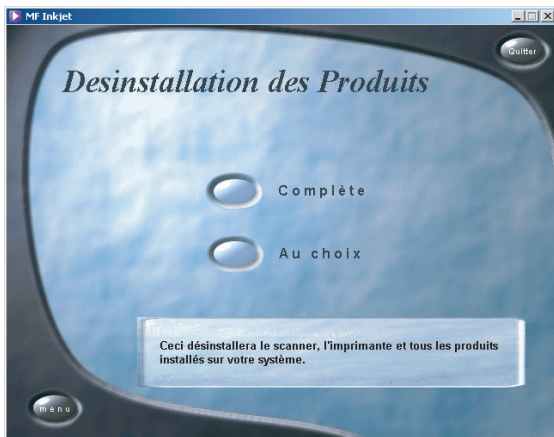 MF Inkjet
Quitter
Desinstallation des Produits
Complète
Au choix
Ceci désinstallera le scanner, l'imprimante et tous les produits
installés sur votre système.
menu